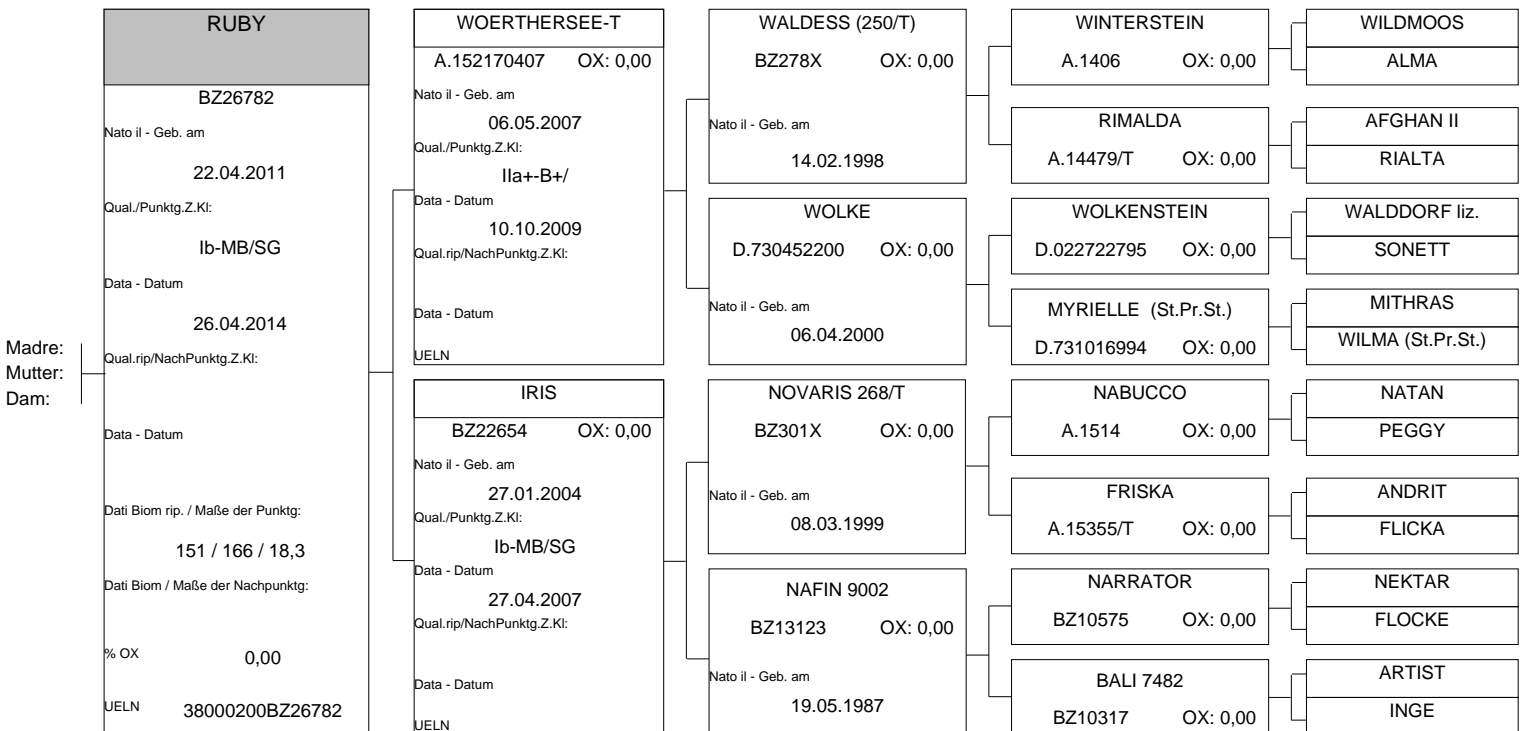 Madre:
Mutter:
Dam:
RUBY
BZ26782
Nato il - Geb. am
22.04.2011
Qual./Punktg.Z.Kl:
Ib-MB/SG
Data - Datum
26.04.2014
Qual.rip/NachPunktg.Z.Kl:
Data - Datum
Dati Biom rip. / Maße der Punktg:
151 / 166 / 18,3
Dati Biom / Maße der Nachpunktg:
% OX 0,00
UELN 38000200BZ26782
WOERTHERSEE-T
A.152170407 OX: 0,00
Nato il - Geb. am
06.05.2007
Qual./Punktg.Z.Kl:
IIa+-B+/
Data - Datum
10.10.2009
Qual.rip/NachPunktg.Z.Kl:
Data - Datum
UELN
IRIS
BZ22654 OX: 0,00
Nato il - Geb. am
27.01.2004
Qual./Punktg.Z.Kl:
Ib-MB/SG
Data - Datum
27.04.2007
Qual.rip/NachPunktg.Z.Kl:
Data - Datum
UELN
WALDESS (250/T)
BZ278X OX: 0,00
Nato il - Geb. am
14.02.1998
WOLKE
D.730452200 OX: 0,00
Nato il - Geb. am
06.04.2000
NOVARIS 268/T
BZ301X OX: 0,00
Nato il - Geb. am
08.03.1999
NAFIN 9002
BZ13123 OX: 0,00
Nato il - Geb. am
19.05.1987
WINTERSTEIN
A.1406 OX: 0,00
RIMALDA
A.14479/T OX: 0,00
WOLKENSTEIN
D.022722795 OX: 0,00
MYRIELLE (St.Pr.St.)
D.731016994 OX: 0,00
NABUCCO
A.1514 OX: 0,00
FRISKA
A.15355/T OX: 0,00
NARRATOR
BZ10575 OX: 0,00
BALI 7482
BZ10317 OX: 0,00
WILDMOOS
ALMA
AFGHAN II
RIALTA
WALDDORF liz.
SONETT
MITHRAS
WILMA (St.Pr.St.)
NATAN
PEGGY
ANDRIT
FLICKA
NEKTAR
FLOCKE
ARTIST
INGE